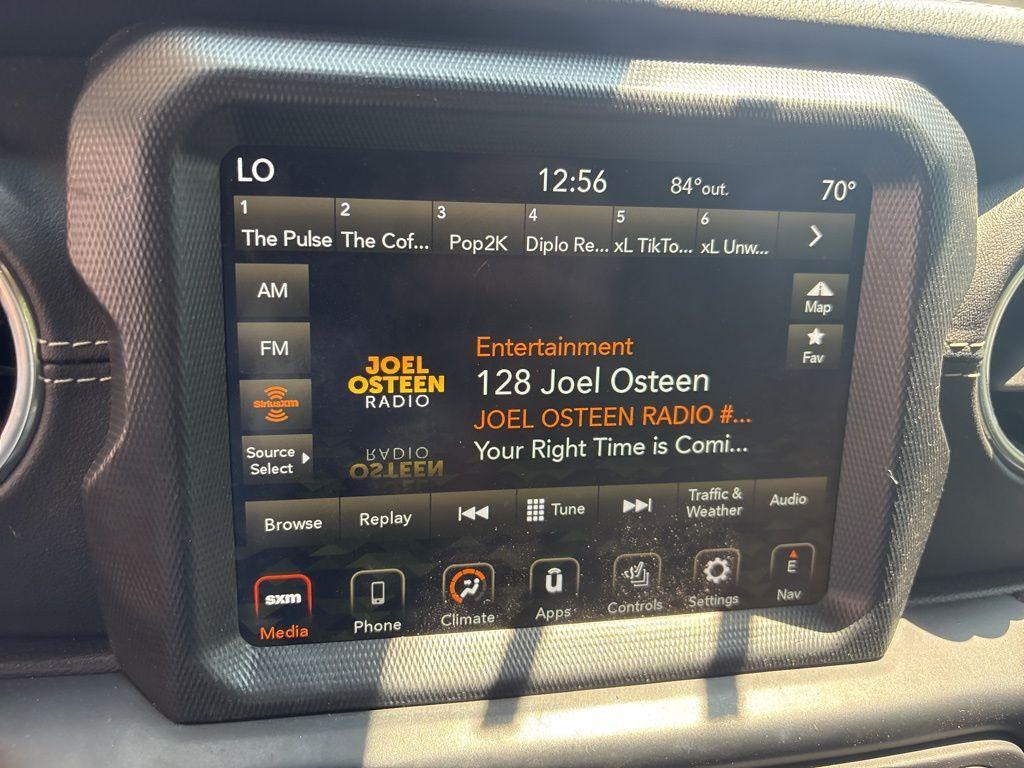 LO 12:56 84°out. 70°
1 2 3 4 5 6
The Pulse The Cof... Pop2K Diplo Re... xL TikTo... xL Unw...
AM
Map
FM
Fav
SiriusXM
Source
Select
JOEL
OSTEEN
RADIO
Entertainment
128 Joel Osteen
JOEL OSTEEN RADIO #...
Your Right Time is Comi...
RADIO
OSTEEN
Browse Replay Tune Traffic &
Weather Audio
sxm û E
Media Phone Climate Apps Controls Settings Nav